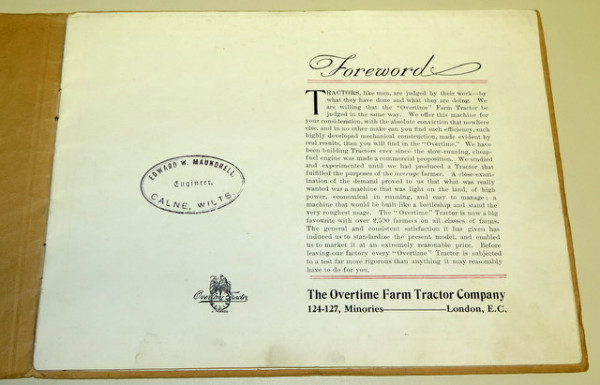 EDWARD W. MAUNDRELL
Engineer,
CALNE, WILTS.
Overtime Tractor
Foreword
TRACTORS, like men, are judged by their work—by
what they have done and what they are doing. We
are willing that the "Overtime" Farm Tractor be
judged in the same way. We offer this machine for
your consideration, with the absolute conviction that nowhere
else, and in no other make can you find such efficiency, such
highly developed mechanical construction, made evident by
real results, than you will find in the "Overtime." We have
been building Tractors ever since the slow-running, cheap-
fuel engine was made a commercial proposition. We studied
and experimented until we had produced a Tractor that
fulfilled the purposes of the average farmer. A close exam-
ination of the demand proved to us that what was really
wanted was a machine that was light on the land, of high
power, economical in running, and easy to manage; a
machine that would be built like a battleship and stand the
very roughest usage. The "Overtime" Tractor is now a big
favourite with over 2,500 farmers on all classes of farms.
The general and consistent satisfaction it has given has
induced us to standardize the present model, and enabled
us to market it at an extremely reasonable price. Before
leaving our factory every "Overtime" Tractor is subjected
to a test far more rigorous than anything it may reasonably
have to do for you.
The Overtime Farm Tractor Company
124-127, Minories————London, E.C.